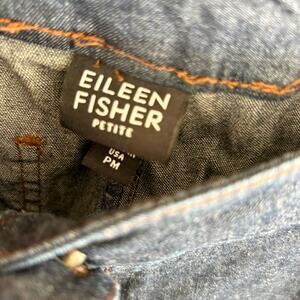 EILEEN
FISHER
PETITE
USA
PM